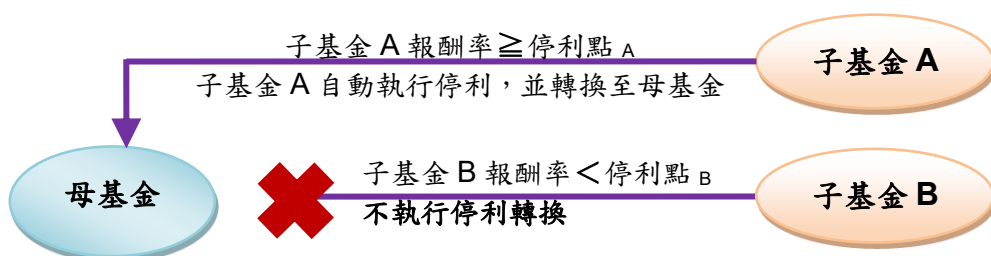 子基金 A 報酬率≧停利點 A
子基金 A
子基金 A 自動執行停利，並轉換至母基金
母基金
子基金 B 報酬率＜停利點 B
不執行停利轉換
子基金 B